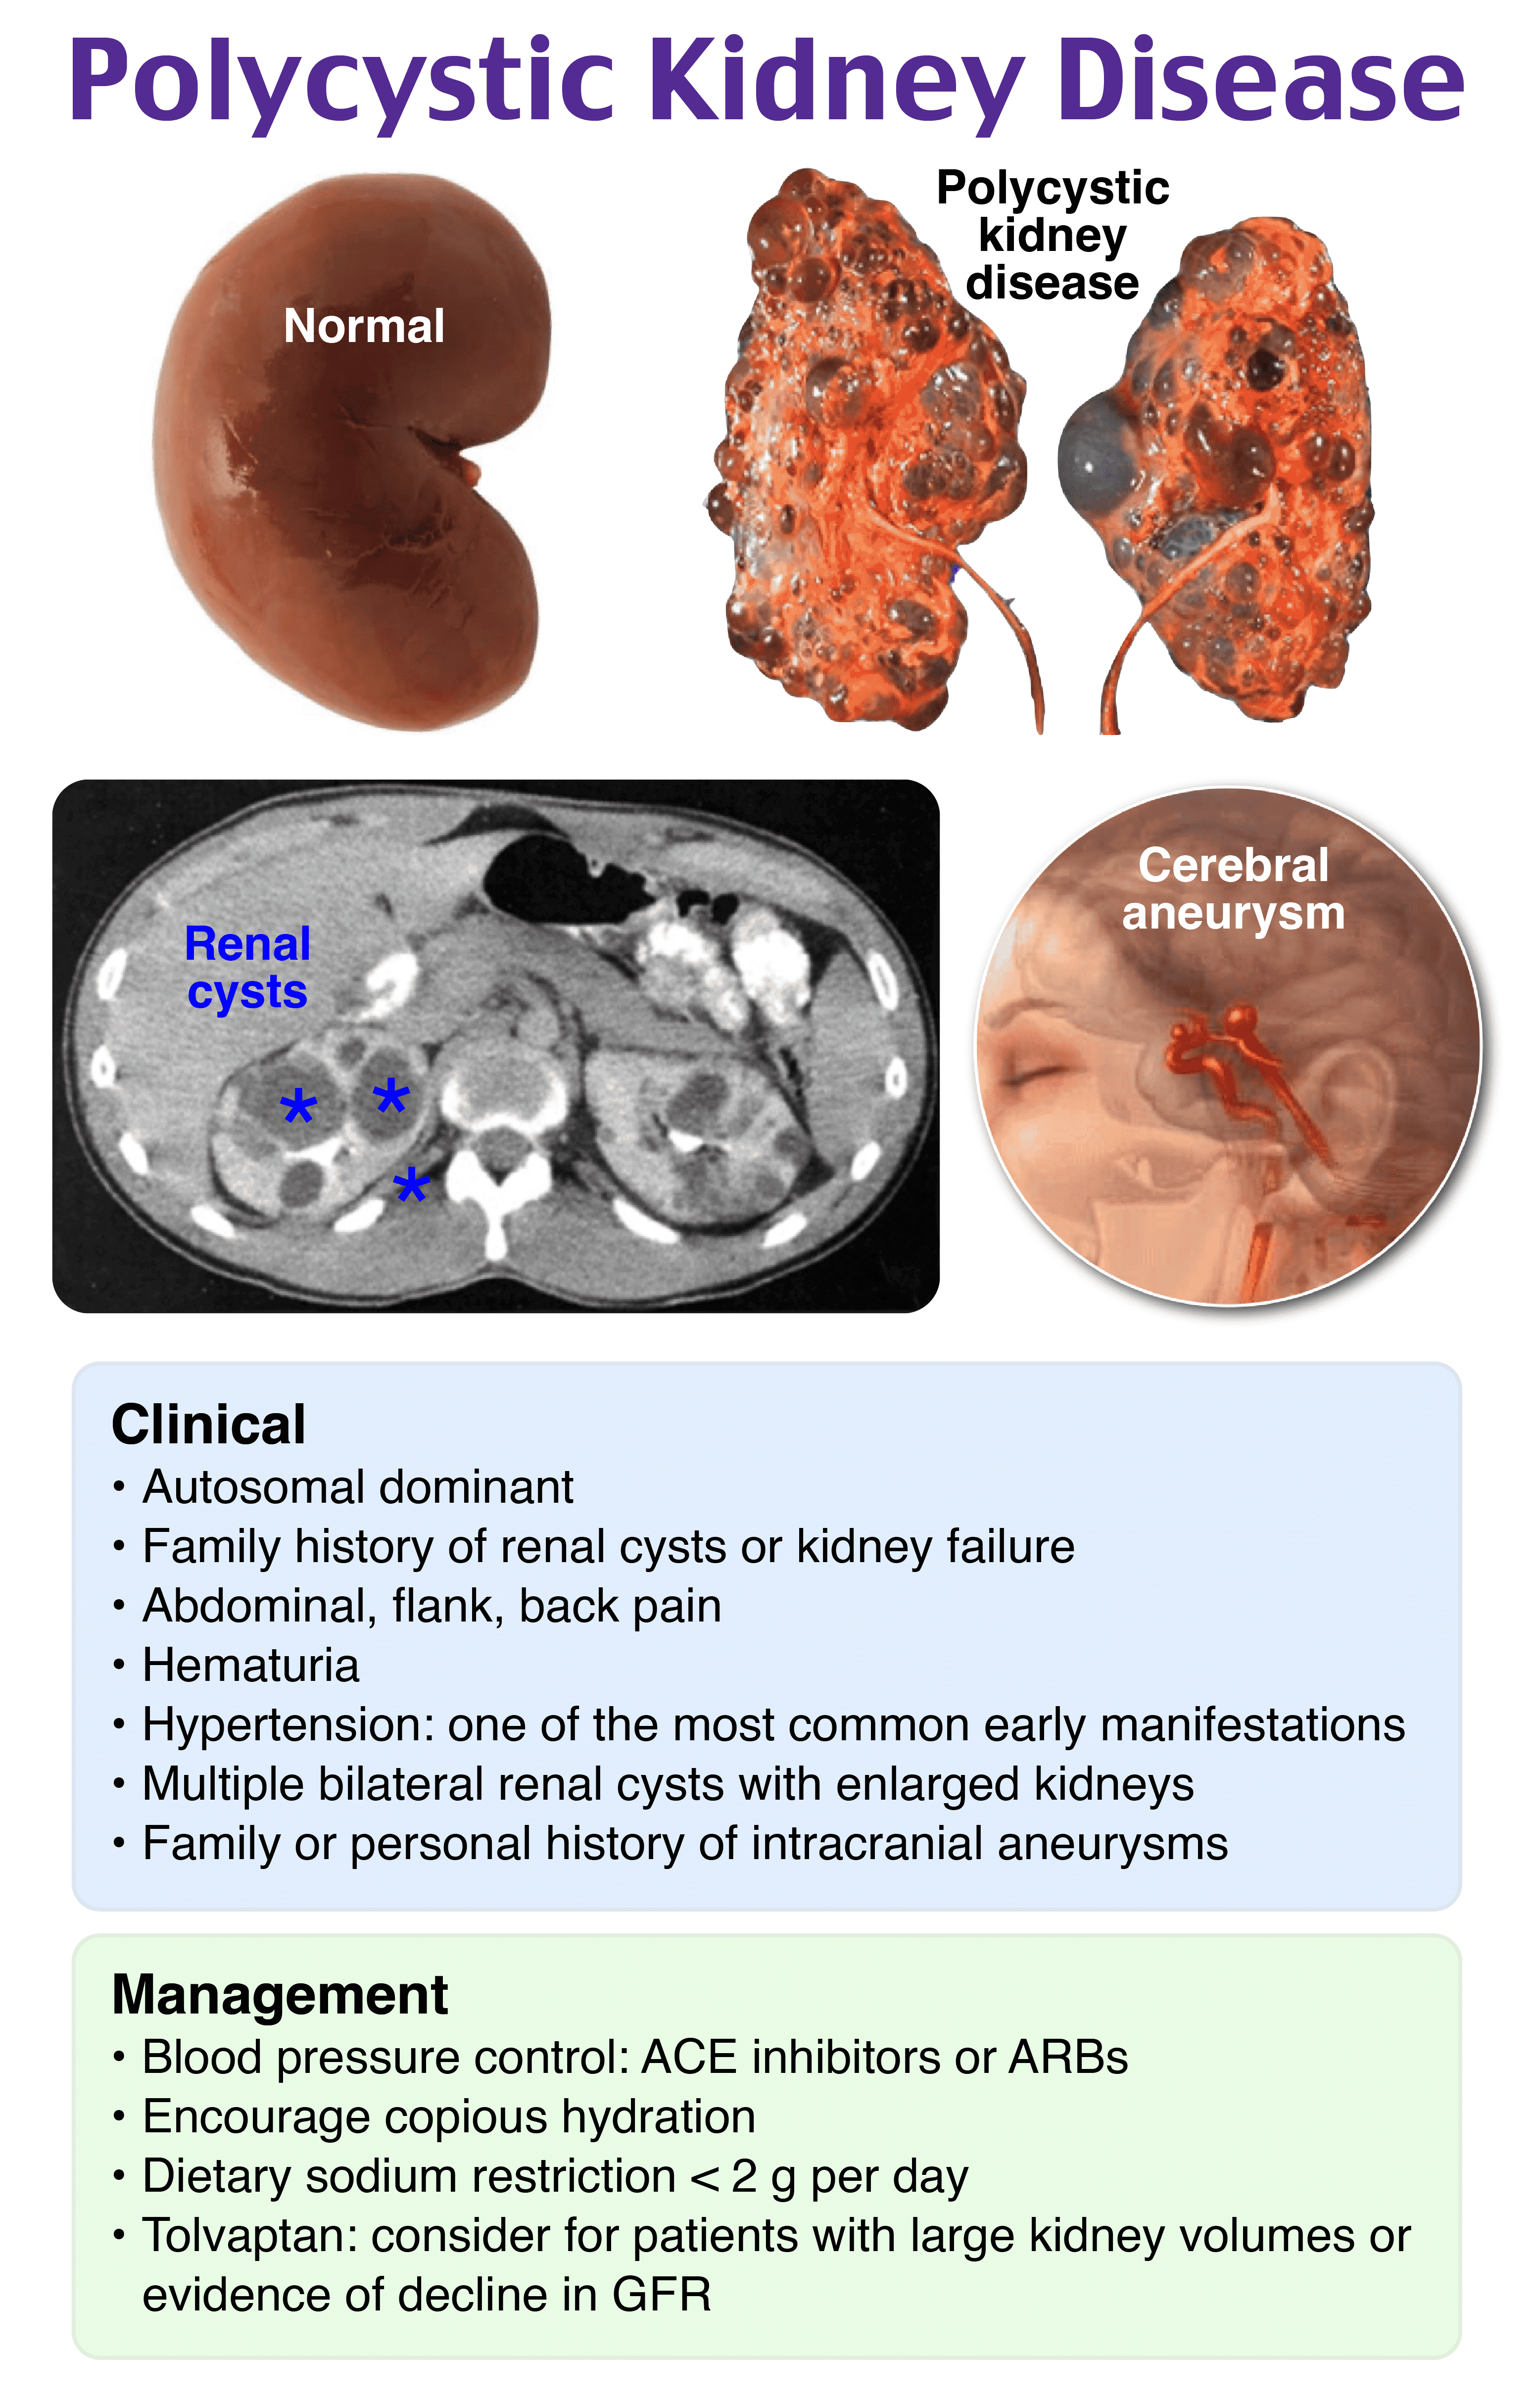 Polycystic Kidney Disease
Normal
Polycystic
kidney
disease
Renal
cysts
*
*
*
Cerebral
aneurysm
Clinical
• Autosomal dominant
• Family history of renal cysts or kidney failure
• Abdominal, flank, back pain
• Hematuria
• Hypertension: one of the most common early manifestations
• Multiple bilateral renal cysts with enlarged kidneys
• Family or personal history of intracranial aneurysms
Management
• Blood pressure control: ACE inhibitors or ARBs
• Encourage copious hydration
• Dietary sodium restriction < 2 g per day
• Tolvaptan: consider for patients with large kidney volumes or
evidence of decline in GFR